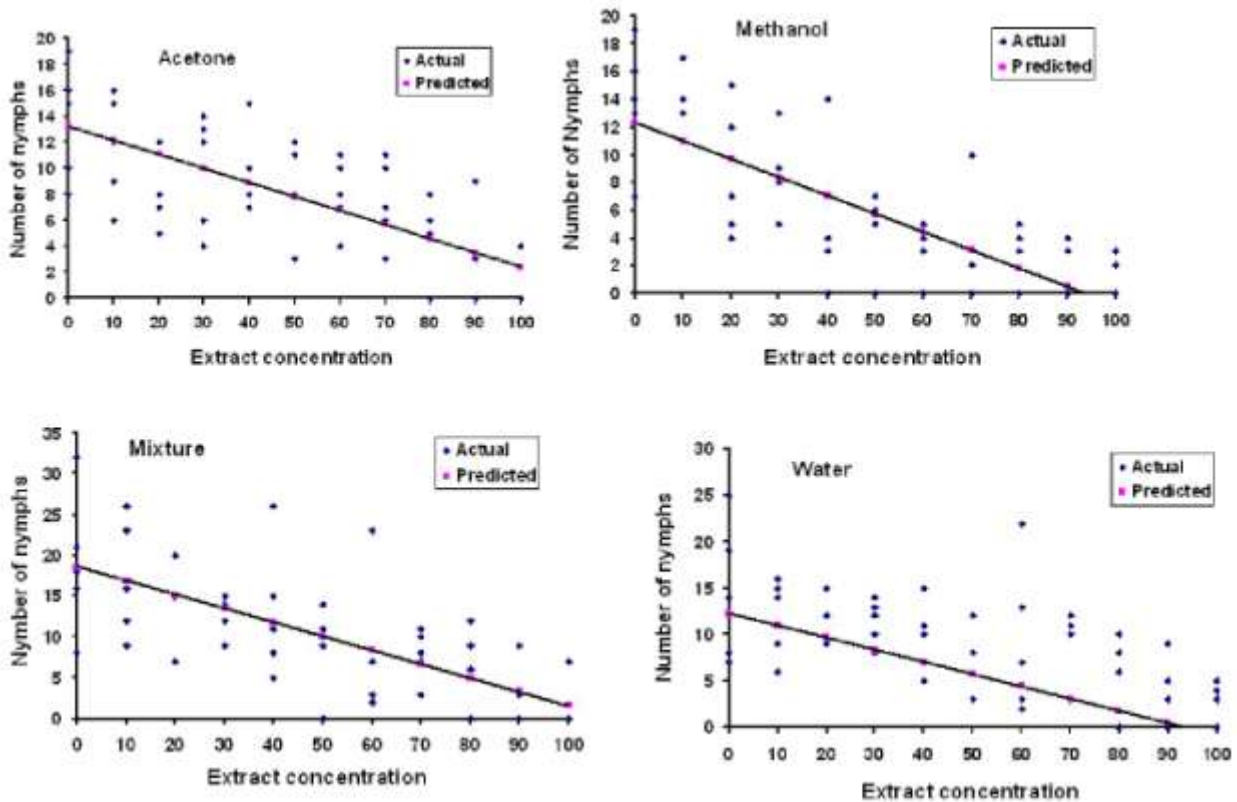 Acetone
Actual
Predicted
Number of nymphs
20
18
16
14
12
10
8
6
4
2
0
0 10 20 30 40 50 60 70 80 90 100
Extract concentration
Methanol
Actual
Predicted
Number of Nymphs
20
18
16
14
12
10
8
6
4
2
0
0 10 20 30 40 50 60 70 80 90 100
Extract concentration
Mixture
Actual
Predicted
Nymber of nymphs
35
30
25
20
15
10
5
0
0 10 20 30 40 50 60 70 80 90 100
Extract concentration
Water
Actual
Predicted
Number of nymphs
30
25
20
15
10
5
0
0 10 20 30 40 50 60 70 80 90 100
Extract concentration